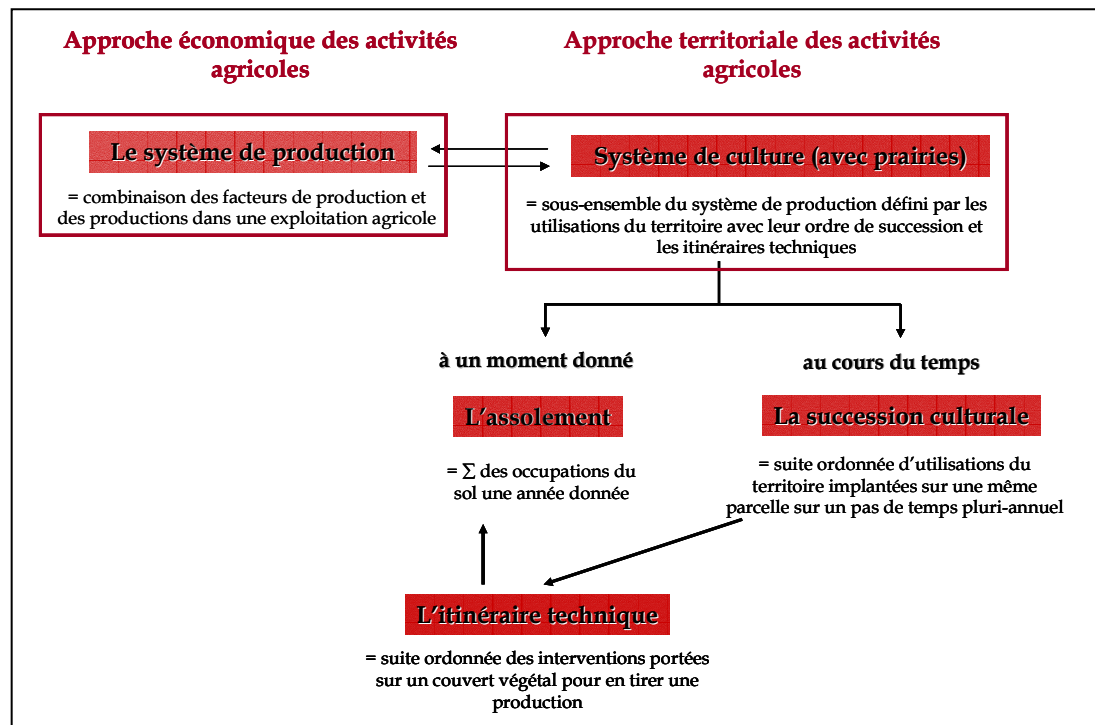 Approche économique des activités
agricoles
Approche territoriale des activités
agricoles
Le système de production
= combinaison des facteurs de production et
des productions dans une exploitation agricole
Système de culture (avec prairies)
= sous-ensemble du système de production défini par les
utilisations du territoire avec leur ordre de succession et
les itinéraires techniques
à un moment donné
L'assolement
= ∑ des occupations du
sol une année donnée
au cours du temps
La succession culturale
= suite ordonnée d'utilisations du
territoire implantées sur une même
parcelle sur un pas de temps pluri-annuel
L'itinéraire technique
= suite ordonnée des interventions portées
sur un couvert végétal pour en tirer une
production